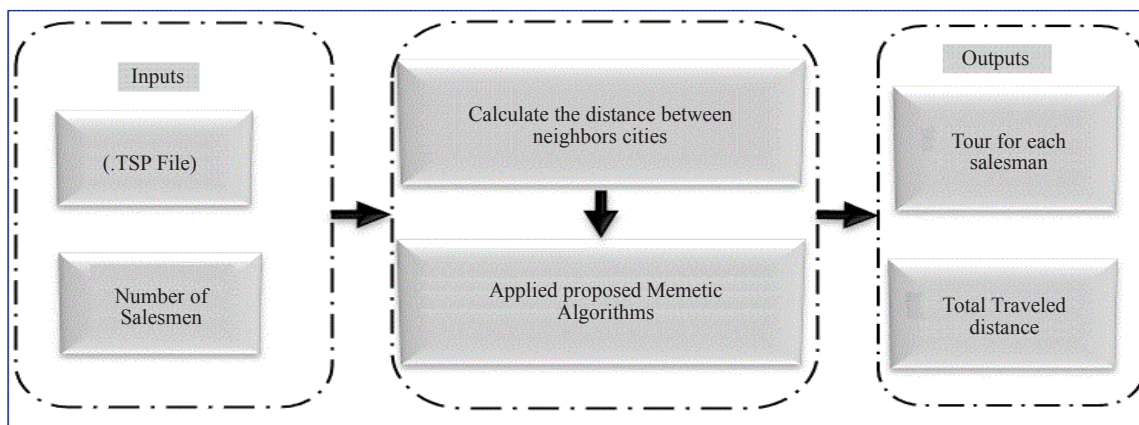 Inputs
(.TSP File)
Number of
Salesmen
Calculate the distance between
neighbors cities
Applied proposed Memetic
Algorithms
Outputs
Tour for each
salesman
Total Traveled
distance